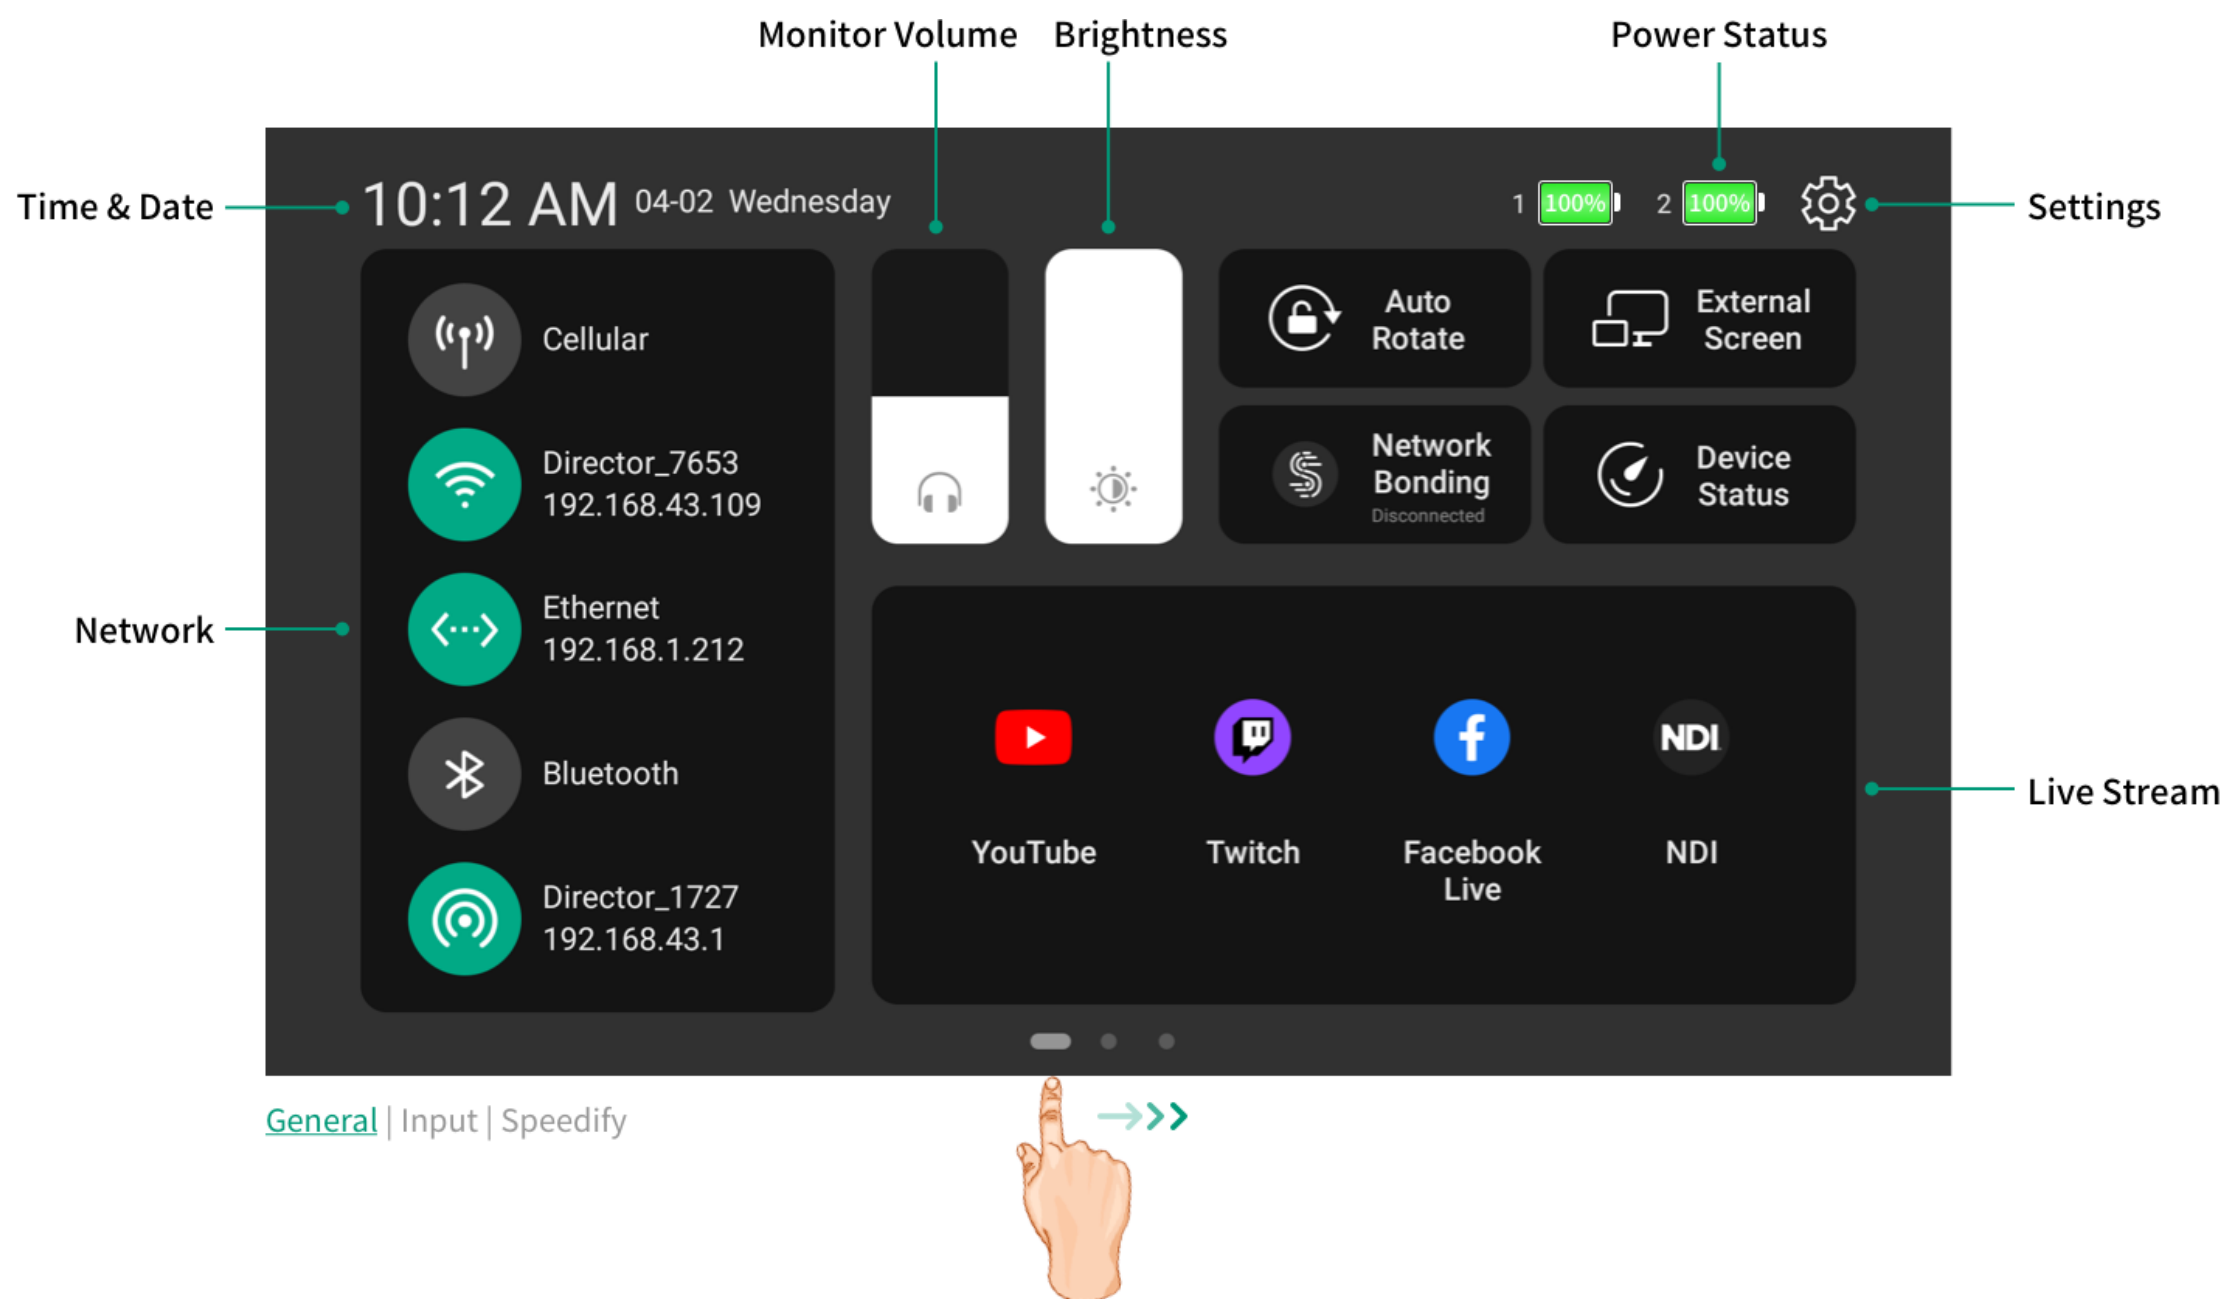 Monitor Volume
Brightness
Power Status
Time & Date
10:12 AM 04-02 Wednesday
1 100% 2 100%
Settings
Cellular
Director_7653
192.168.43.109
Ethernet
192.168.1.212
Bluetooth
Director_1727
192.168.43.1
Network
Auto
Rotate
External
Screen
Network
Bonding
Disconnected
Device
Status
NDI
YouTube
Twitch
Facebook
Live
NDI
Live Stream
General | Input | Speedify